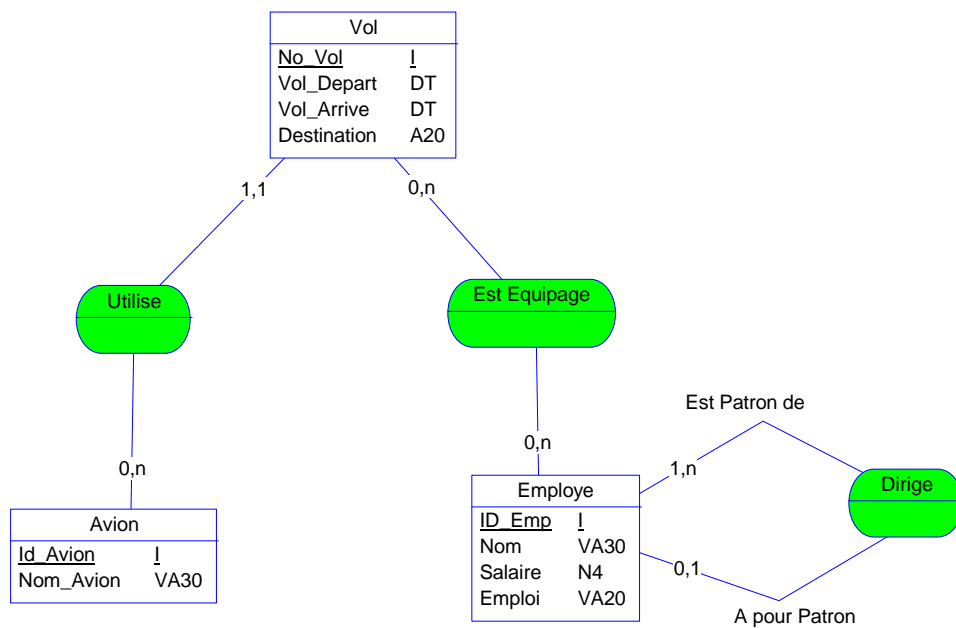 Vol
No_Vol I
Vol_Depart DT
Vol_Arrive DT
Destination A20
1,1
0,n
Utilise
Est Equipage
Est Patron de
0,n
0,n
1,n
Dirige
Employe
ID_Emp I
Nom VA30
Salaire N4
Emploi VA20
Avion
Id_Avion I
Nom_Avion VA30
0,1
A pour Patron